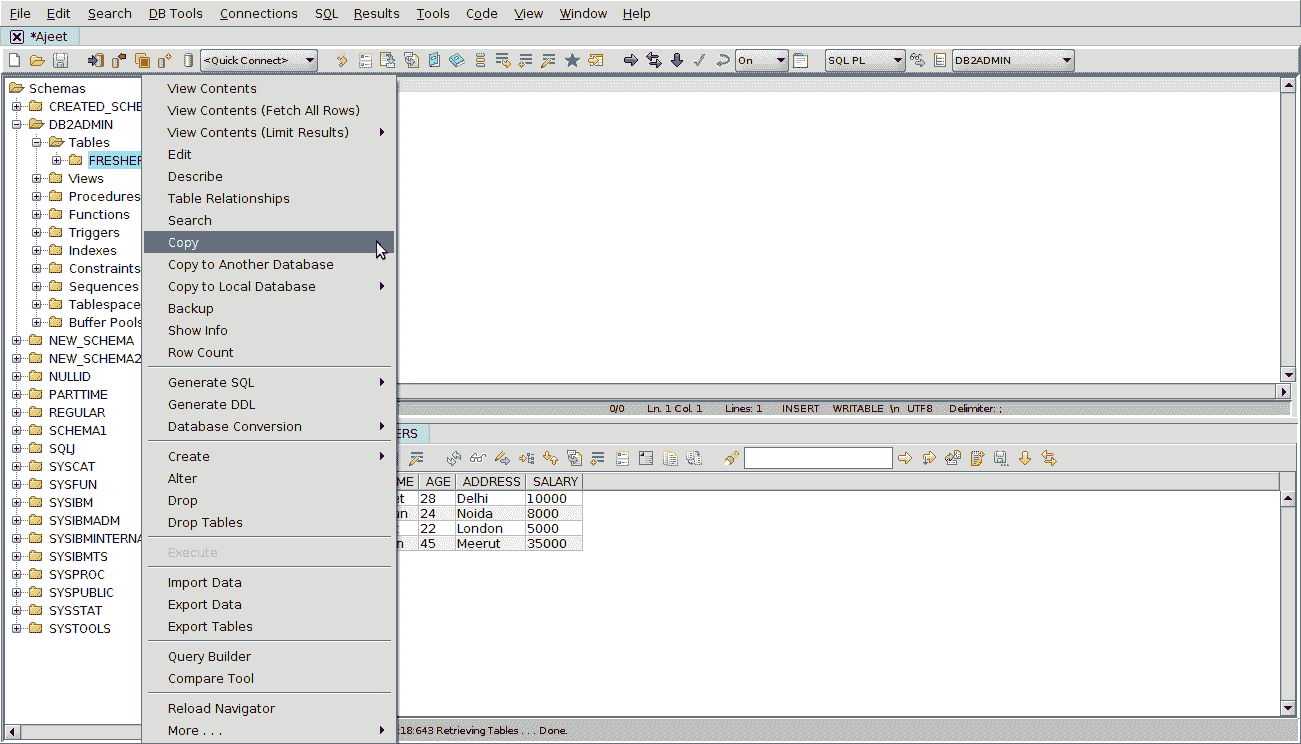 File Edit Search DB Tools Connections SQL Results Tools Code View Window Help
*Ajeet
<Quick Connect> On SQL PL DB2ADMIN
Schemas
CREATED_SCHE
DB2ADMIN
Tables
FRESHER
Views
Procedures
Functions
Triggers
Indexes
Constraints
Sequences
Tablespace
Buffer Pools
NEW_SCHEMA
NEW_SCHEMA2
NULLID
PARTTIME
REGULAR
SCHEMA1
SQLJ
SYSCAT
SYSFUN
SYSIBM
SYSIBMADM
SYSIBMINTERNA
SYSIBMTS
SYSPROC
SYSPUBLIC
SYSSTAT
SYSTOOLS
View Contents
View Contents (Fetch All Rows)
View Contents (Limit Results)
Edit
Describe
Table Relationships
Search
Copy
Copy to Another Database
Copy to Local Database
Backup
Show Info
Row Count
Generate SQL
Generate DDL
Database Conversion
Create
Alter
Drop
Drop Tables
Execute
Import Data
Export Data
Export Tables
Query Builder
Compare Tool
Reload Navigator
More . . .
0/0 Ln. 1 Col. 1 Lines: 1 INSERT WRITABLE \n UTF8 Delimiter: ;
ERS
ME AGE ADDRESS SALARY
et 28 Delhi 10000
an 24 Noida 8000
22 London 5000
n 45 Meerut 35000
:18:643 Retrieving Tables . . . Done.